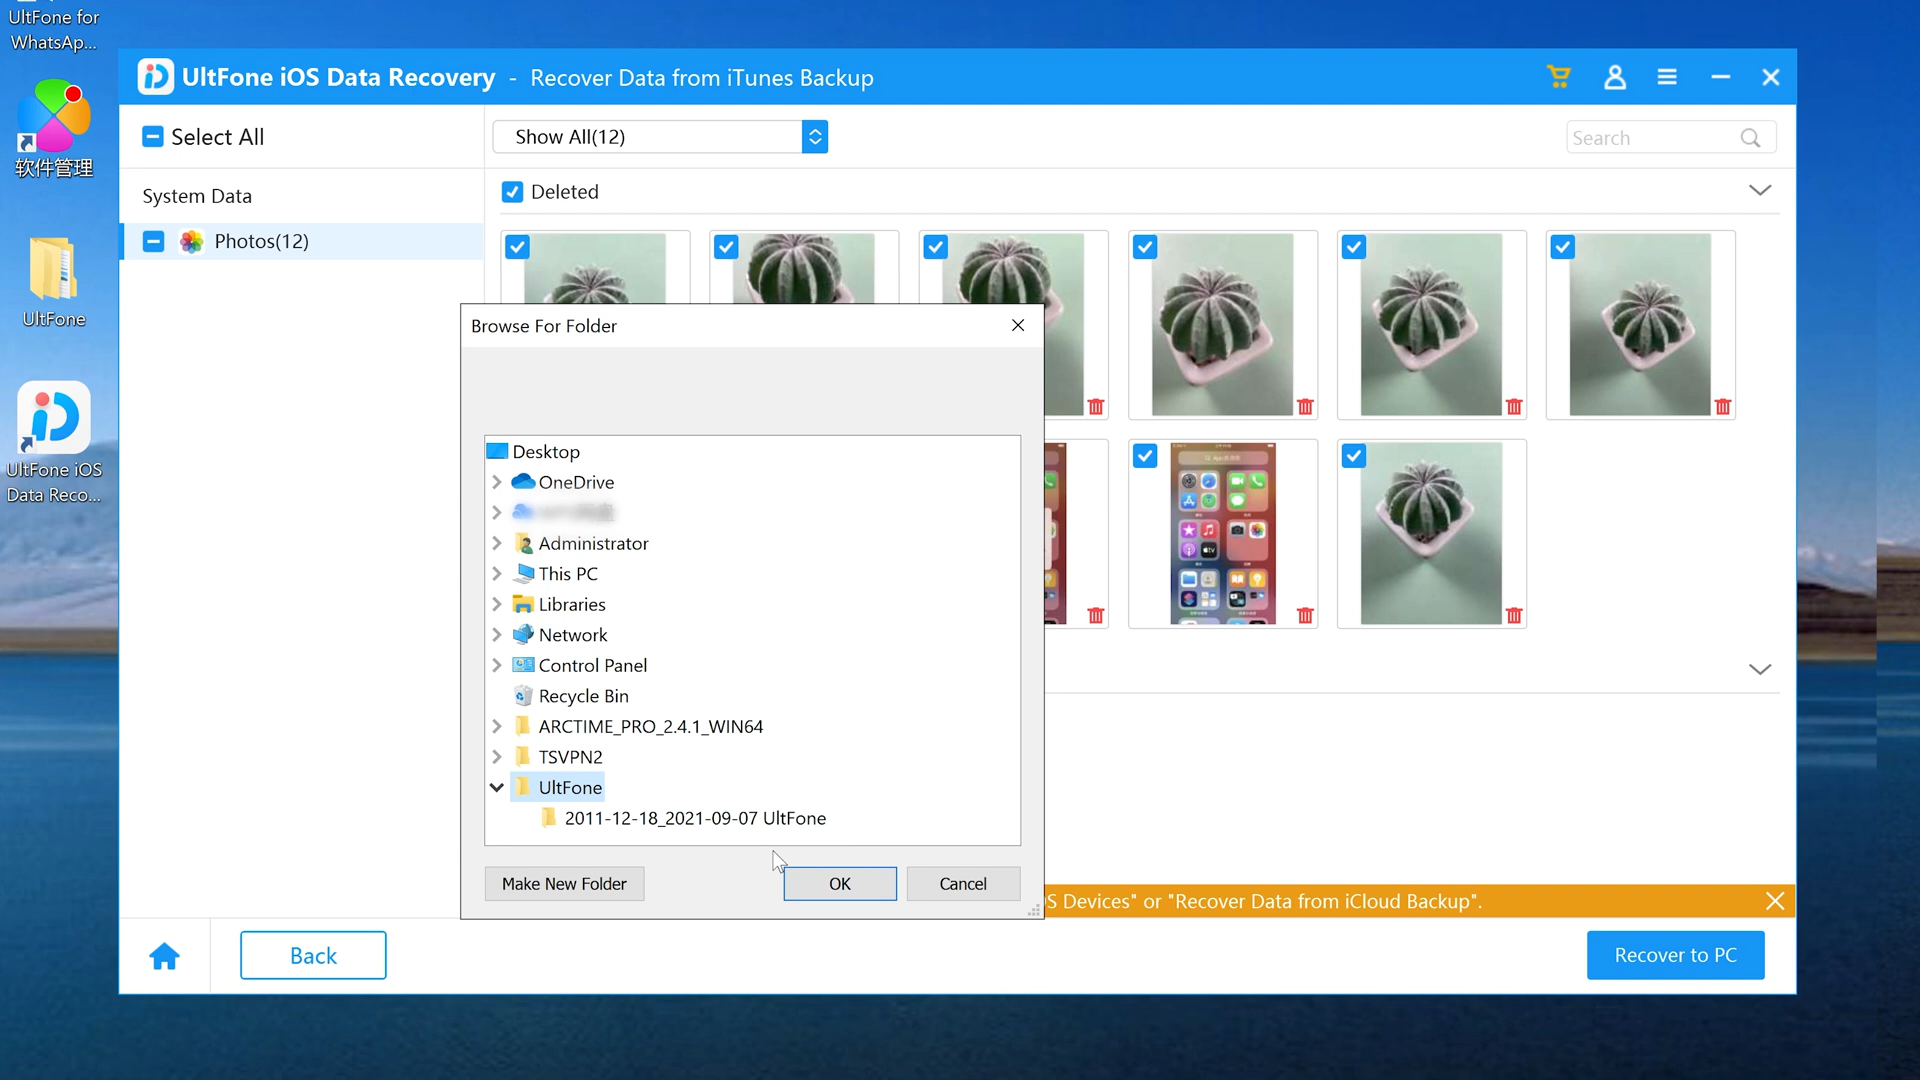 UltFone for
WhatsAp...
软件管理
UltFone
UltFone iOS
Data Reco...
UltFone iOS Data Recovery - Recover Data from iTunes Backup
Select All
Show All(12)
Search
System Data
Photos(12)
Deleted
Browse For Folder
Desktop
OneDrive
Administrator
This PC
Libraries
Network
Control Panel
Recycle Bin
ARCTIME_PRO_2.4.1_WIN64
TSVPN2
UltFone
2011-12-18_2021-09-07 UltFone
Make New Folder
OK
Cancel
S Devices" or "Recover Data from iCloud Backup".
Back
Recover to PC